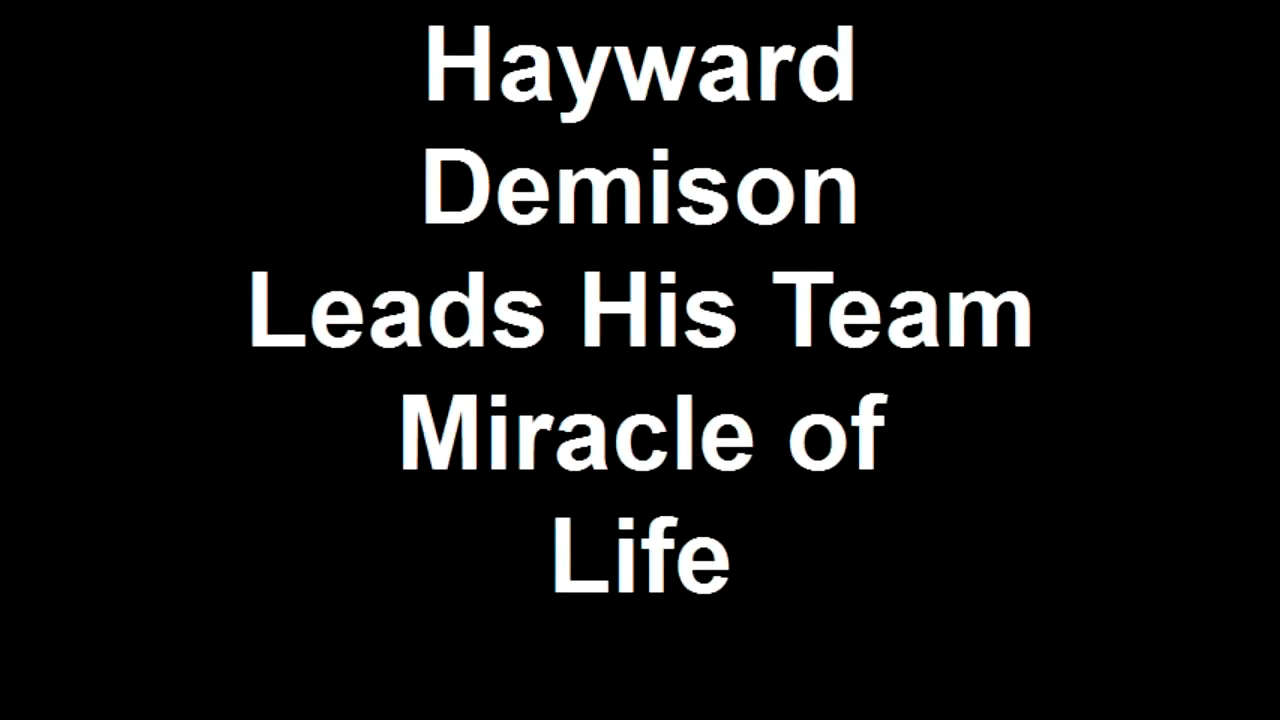 Hayward
Demison
Leads His Team
Miracle of
Life